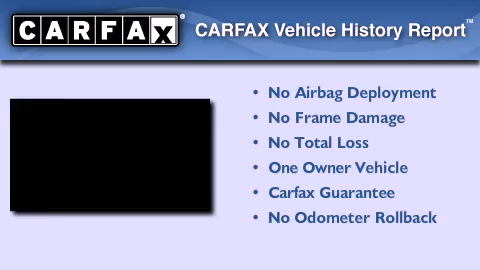 CARFAX® CARFAX Vehicle History Report™
• No Airbag Deployment
• No Frame Damage
• No Total Loss
• One Owner Vehicle
• Carfax Guarantee
• No Odometer Rollback